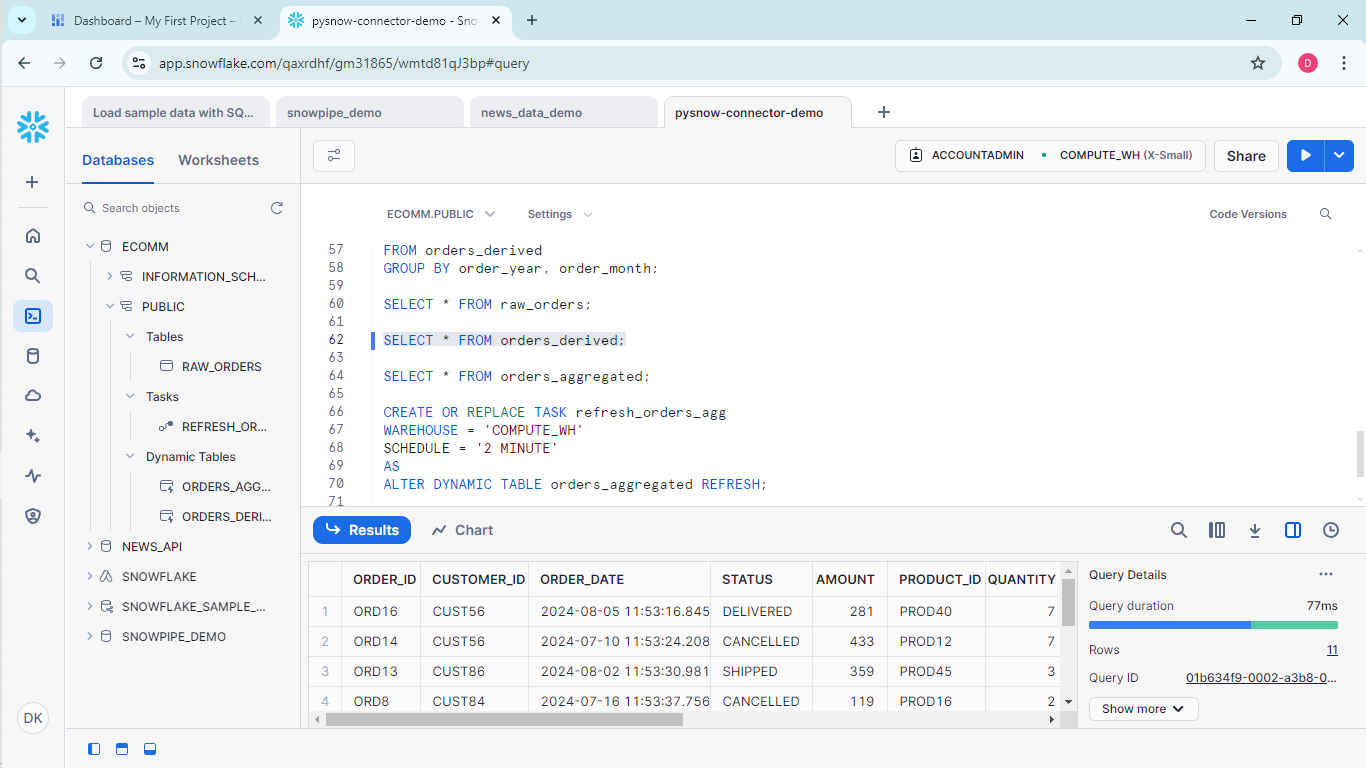 Dashboard – My First Project –
pysnow-connector-demo - Sno
app.snowflake.com/qaxrdhf/gm31865/wmtd81qJ3bp#query
D
Load sample data with SQ...
snowpipe_demo
news_data_demo
pysnow-connector-demo
Databases
Worksheets
ACCOUNTADMIN
COMPUTE_WH (X-Small)
Share
Search objects
ECOMM
INFORMATION_SCH...
PUBLIC
Tables
RAW_ORDERS
Tasks
REFRESH_OR...
Dynamic Tables
ORDERS_AGG...
ORDERS_DERI...
NEWS_API
SNOWFLAKE
SNOWFLAKE_SAMPLE_...
SNOWPIPE_DEMO
DK
ECOMM.PUBLIC
Settings
Code Versions
57 FROM orders_derived
58 GROUP BY order_year, order_month;
59
60 SELECT * FROM raw_orders;
61
62 SELECT * FROM orders_derived;
63
64 SELECT * FROM orders_aggregated;
65
66 CREATE OR REPLACE TASK refresh_orders_agg
67 WAREHOUSE = 'COMPUTE_WH'
68 SCHEDULE = '2 MINUTE'
69 AS
70 ALTER DYNAMIC TABLE orders_aggregated REFRESH;
71
Results
Chart
ORDER_ID CUSTOMER_ID ORDER_DATE STATUS AMOUNT PRODUCT_ID QUANTITY
1 ORD16 CUST56 2024-08-05 11:53:16.845 DELIVERED 281 PROD40 7
2 ORD14 CUST56 2024-07-10 11:53:24.208 CANCELLED 433 PROD12 7
3 ORD13 CUST86 2024-08-02 11:53:30.981 SHIPPED 359 PROD45 3
4 ORD8 CUST84 2024-07-16 11:53:37.756 CANCELLED 119 PROD16 2
Query Details
Query duration 77ms
Rows 11
Query ID 01b634f9-0002-a3b8-0...
Show more